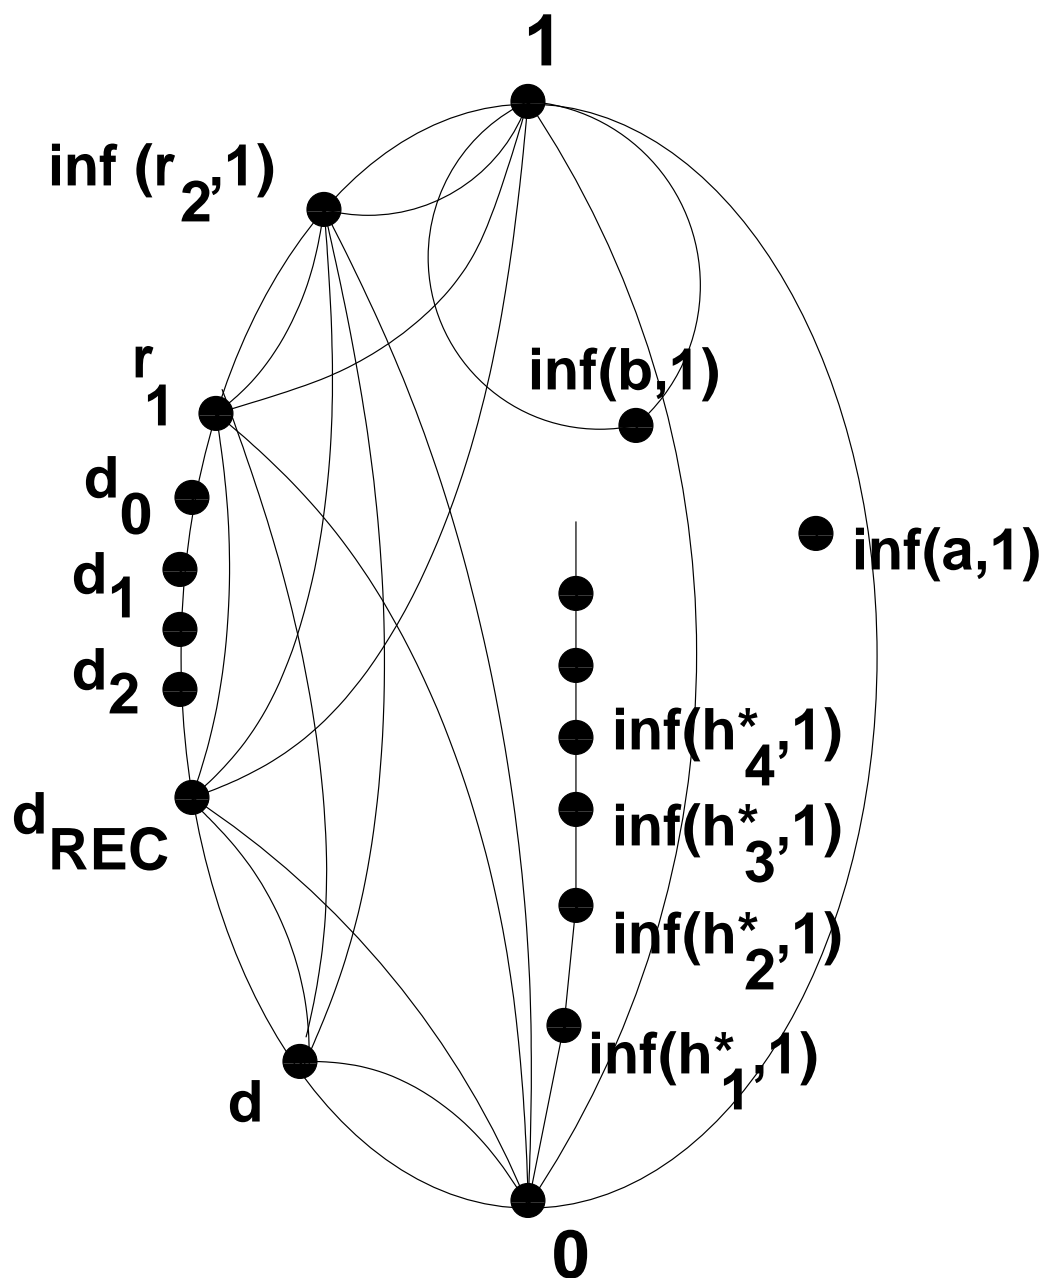 1
inf (r2,1)
r1
inf(b,1)
d0
inf(a,1)
d1
d2
inf(h*4,1)
dREC
inf(h*3,1)
inf(h*2,1)
inf(h*1,1)
d
0